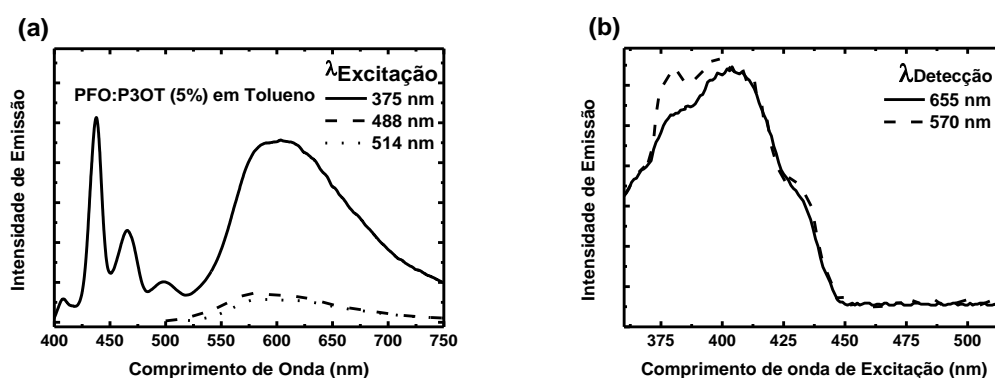 (a)
Intensidade de Emissão
PFO:P3OT (5%) em Tolueno
λExcitação
375 nm
488 nm
514 nm
400 450 500 550 600 650 700 750
Comprimento de Onda (nm)
(b)
Intensidade de Emissão
λDetecção
655 nm
570 nm
375 400 425 450 475 500
Comprimento de onda de Excitação (nm)